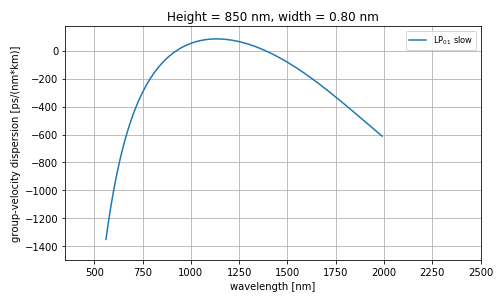 Height = 850 nm, width = 0.80 nm
LP₀₁ slow
group-velocity dispersion [ps/(nm*km)]
0
−200
−400
−600
−800
−1000
−1200
−1400
500 750 1000 1250 1500 1750 2000 2250 2500
wavelength [nm]